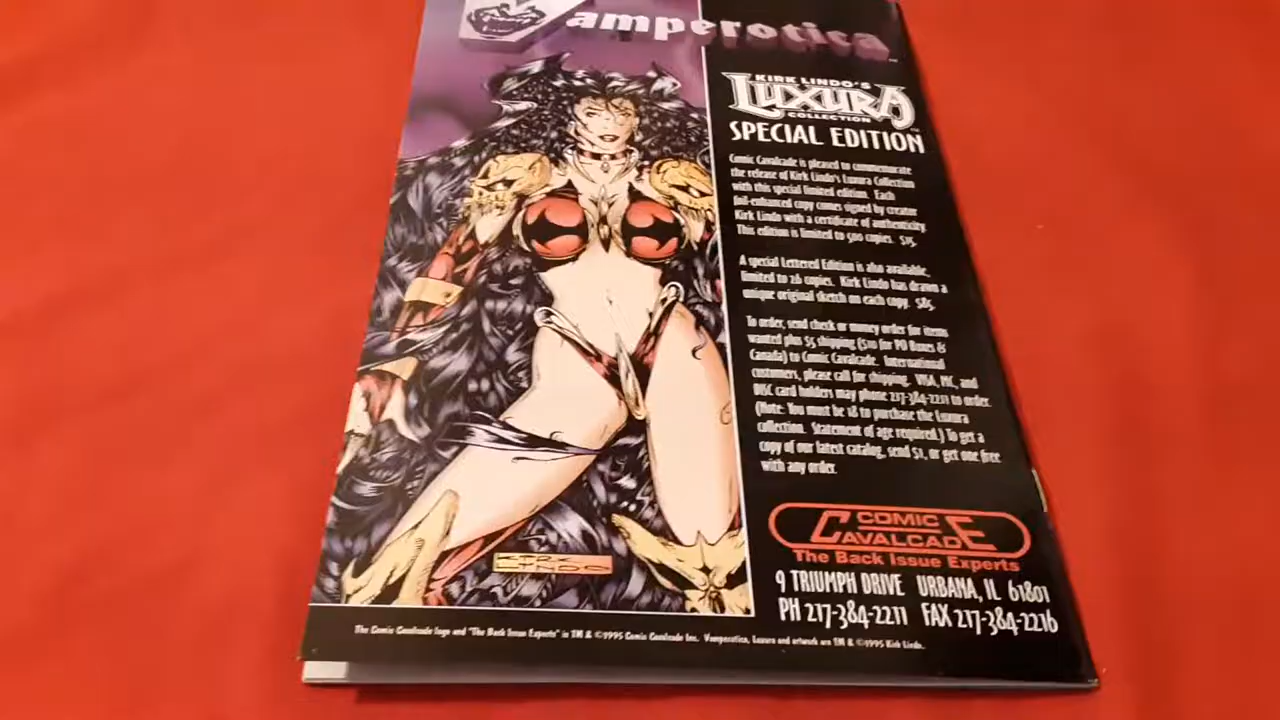 amperotica
KIRK LINDO'S
LUXURA
COLLECTION™
SPECIAL EDITION
Comic Cavalcade is pleased to commemorate
the release of Kirk Lindo's Luxura Collection
with this special limited edition. Each
foil-enhanced copy comes signed by creator
Kirk Lindo with a certificate of authenticity.
This edition is limited to 500 copies. $15.
A special Lettered Edition is also available,
limited to 26 copies. Kirk Lindo has drawn a
unique original sketch on each copy. $85.
To order, send check or money order for items
wanted plus $5 shipping ($10 for PO Boxes &
Canada) to Comic Cavalcade. International
customers, please call for shipping. VISA, MC, and
DISC card holders may phone 217-384-2211 to order.
(Note: You must be 18 to purchase the Luxura
collection. Statement of age required.) To get a
copy of our latest catalog, send $1, or get one free
with any order.
KIRK
LINDO
COMIC
CAVALCADE
The Back Issue Experts
9 TRIUMPH DRIVE URBANA, IL 61801
PH 217-384-2211 FAX 217-384-2216
The Comic Cavalcade logo and "The Back Issue Experts" is TM & ©1995 Comic Cavalcade Inc. Vamperotica, Luxura and artwork are TM & ©1995 Kirk Lindo.